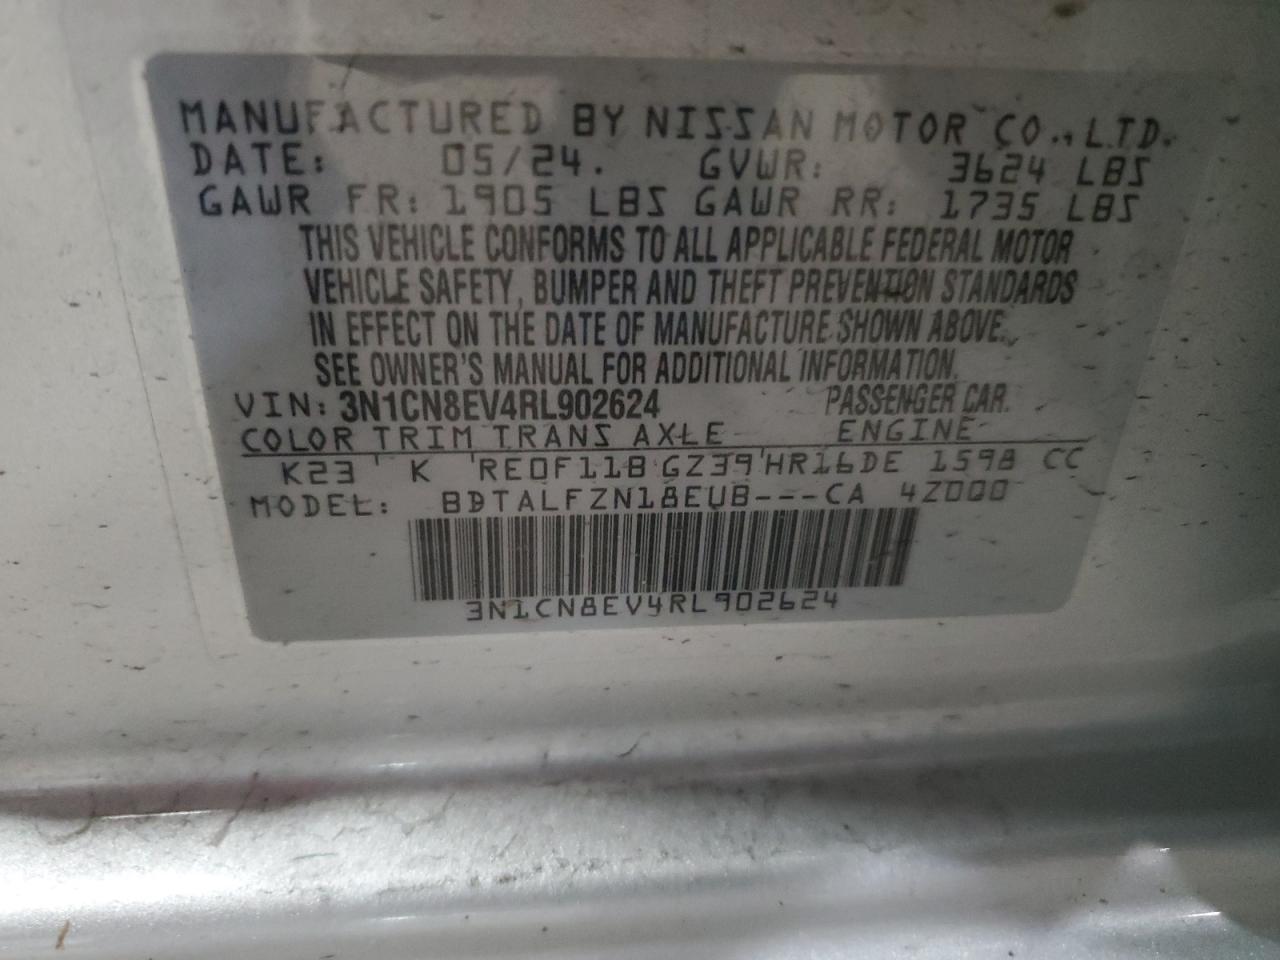 MANUFACTURED BY NISSAN MOTOR CO., LTD.
DATE: 05/24. GVWR: 3624 LBS
GAWR FR: 1905 LBS GAWR RR: 1735 LBS
THIS VEHICLE CONFORMS TO ALL APPLICABLE FEDERAL MOTOR
VEHICLE SAFETY, BUMPER AND THEFT PREVENTION STANDARDS
IN EFFECT ON THE DATE OF MANUFACTURE SHOWN ABOVE.
SEE OWNER'S MANUAL FOR ADDITIONAL INFORMATION.
VIN: 3N1CN8EV4RL902624 PASSENGER CAR.
COLOR TRIM TRANS AXLE ENGINE
K23 K RE0F11B GZ39 HR16DE 1598 CC
MODEL: BDTALFZN18EUB---CA 4Z000
3N1CN8EV4RL902624